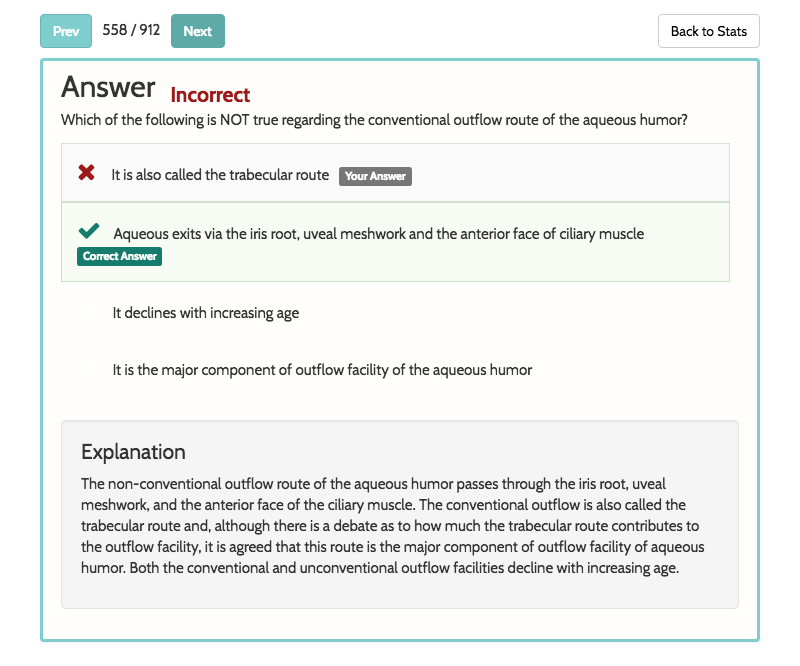 Prev 558 / 912 Next Back to Stats
Answer Incorrect
Which of the following is NOT true regarding the conventional outflow route of the aqueous humor?
It is also called the trabecular route Your Answer
Aqueous exits via the iris root, uveal meshwork and the anterior face of ciliary muscle
Correct Answer
It declines with increasing age
It is the major component of outflow facility of the aqueous humor
Explanation
The non-conventional outflow route of the aqueous humor passes through the iris root, uveal
meshwork, and the anterior face of the ciliary muscle. The conventional outflow is also called the
trabecular route and, although there is a debate as to how much the trabecular route contributes to
the outflow facility, it is agreed that this route is the major component of outflow facility of aqueous
humor. Both the conventional and unconventional outflow facilities decline with increasing age.